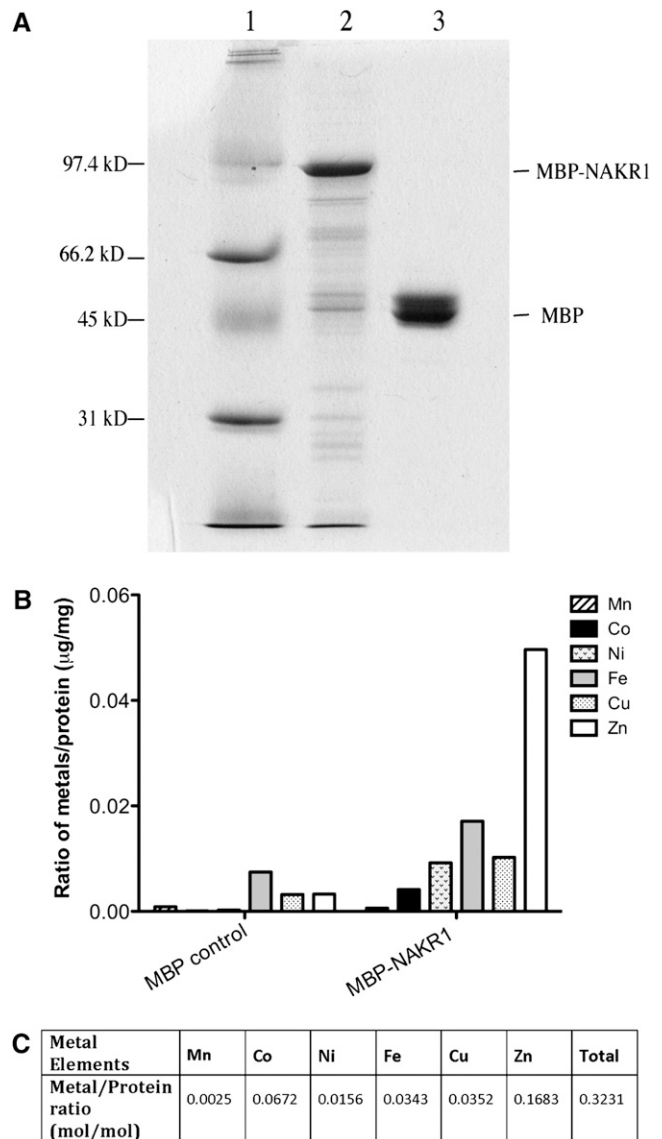 A
1 2 3
97.4 kD
MBP-NAKR1
66.2 kD
45 kD
MBP
31 kD
B
0.06
0.04
0.02
0.00
Ratio of metals/protein (μg/mg)
Mn
Co
Ni
Fe
Cu
Zn
MBP control
MBP-NAKR1
C
Metal Elements Mn Co Ni Fe Cu Zn Total
Metal/Protein ratio (mol/mol) 0.0025 0.0672 0.0156 0.0343 0.0352 0.1683 0.3231